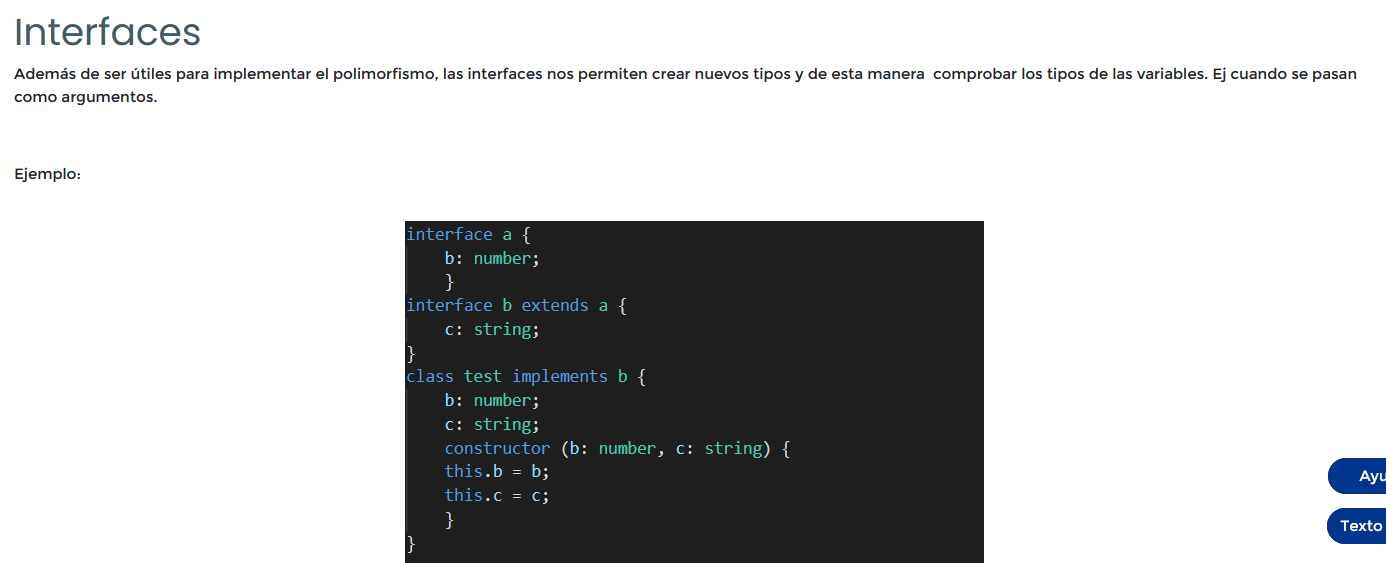 Interfaces
Además de ser útiles para implementar el polimorfismo, las interfaces nos permiten crear nuevos tipos y de esta manera  comprobar los tipos de las variables. Ej cuando se pasan
como argumentos.
Ejemplo:
interface a {
    b: number;
    }
interface b extends a {
    c: string;
}
class test implements b {
    b: number;
    c: string;
    constructor (b: number, c: string) {
    this.b = b;
    this.c = c;
    }
}
Texto